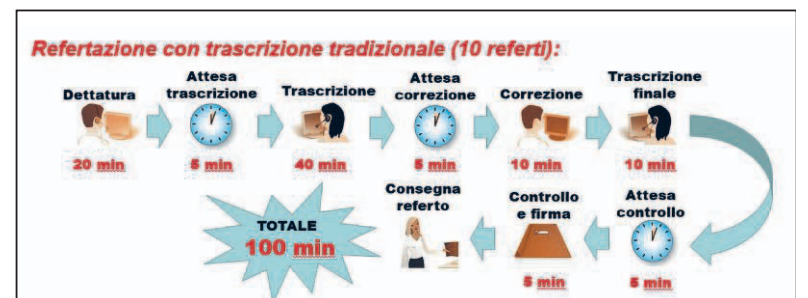 Refertazione con trascrizione tradizionale (10 referti):
Dettatura
20 min
Attesa
trascrizione
5 min
Trascrizione
40 min
Attesa
correzione
5 min
Correzione
10 min
Trascrizione
finale
10 min
Attesa
controllo
5 min
Controllo
e firma
5 min
Consegna
referto
TOTALE
100 min